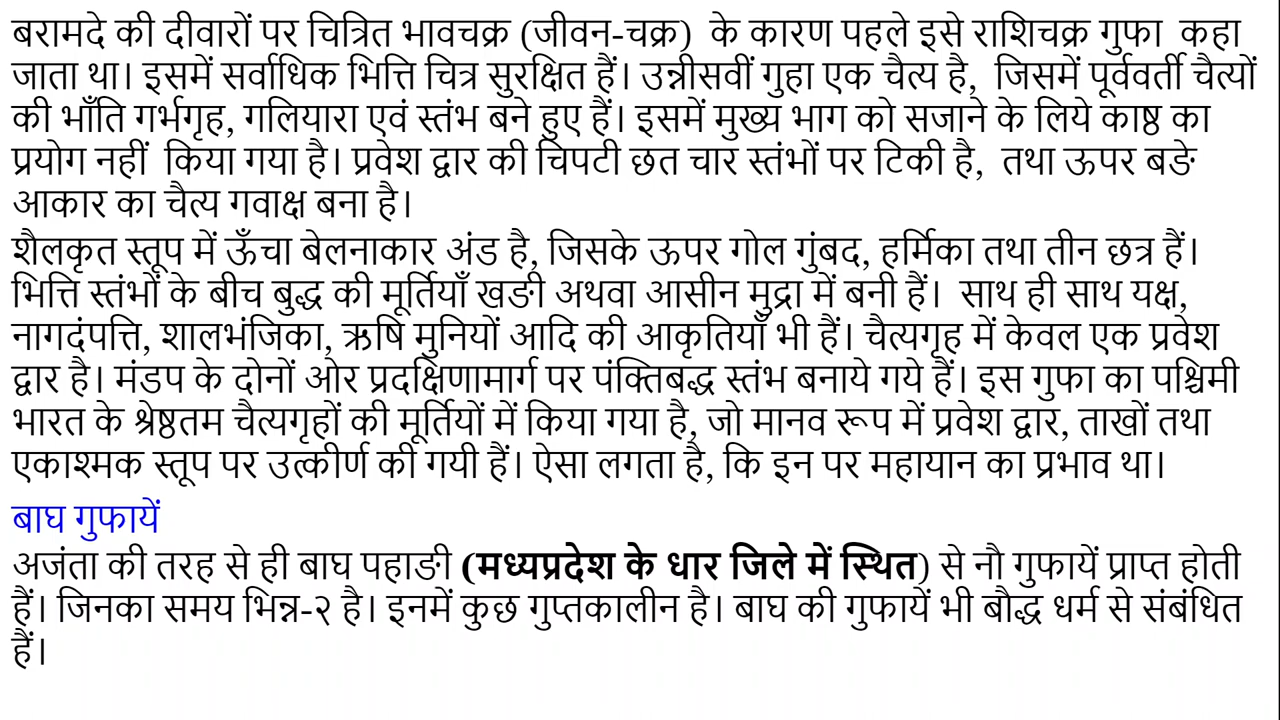 बरामदे की दीवारों पर चित्रित भावचक्र (जीवन-चक्र)  के कारण पहले इसे राशिचक्र गुफा  कहा
जाता था। इसमें सर्वाधिक भित्ति चित्र सुरक्षित हैं। उन्नीसवीं गुहा एक चैत्य है,  जिसमें पूर्ववर्ती चैत्यों
की भाँति गर्भगृह, गलियारा एवं स्तंभ बने हुए हैं। इसमें मुख्य भाग को सजाने के लिये काष्ठ का
प्रयोग नहीं  किया गया है। प्रवेश द्वार की चिपटी छत चार स्तंभों पर टिकी है,  तथा ऊपर बङे
आकार का चैत्य गवाक्ष बना है।
शैलकृत स्तूप में ऊँचा बेलनाकार अंड है, जिसके ऊपर गोल गुंबद, हर्मिका तथा तीन छत्र हैं।
भित्ति स्तंभों के बीच बुद्ध की मूर्तियाँ खङी अथवा आसीन मुद्रा में बनी हैं।  साथ ही साथ यक्ष,
नागदंपत्ति, शालभंजिका, ऋषि मुनियों आदि की आकृतियाँ भी हैं। चैत्यगृह में केवल एक प्रवेश
द्वार है। मंडप के दोनों ओर प्रदक्षिणामार्ग पर पंक्तिबद्ध स्तंभ बनाये गये हैं। इस गुफा का पश्चिमी
भारत के श्रेष्ठतम चैत्यगृहों की मूर्तियों में किया गया है, जो मानव रूप में प्रवेश द्वार, ताखों तथा
एकाश्मक स्तूप पर उत्कीर्ण की गयी हैं। ऐसा लगता है, कि इन पर महायान का प्रभाव था।
बाघ गुफायें
अजंता की तरह से ही बाघ पहाङी (मध्यप्रदेश के धार जिले में स्थित) से नौ गुफायें प्राप्त होती
हैं। जिनका समय भिन्न-२ है। इनमें कुछ गुप्तकालीन है। बाघ की गुफायें भी बौद्ध धर्म से संबंधित
हैं।